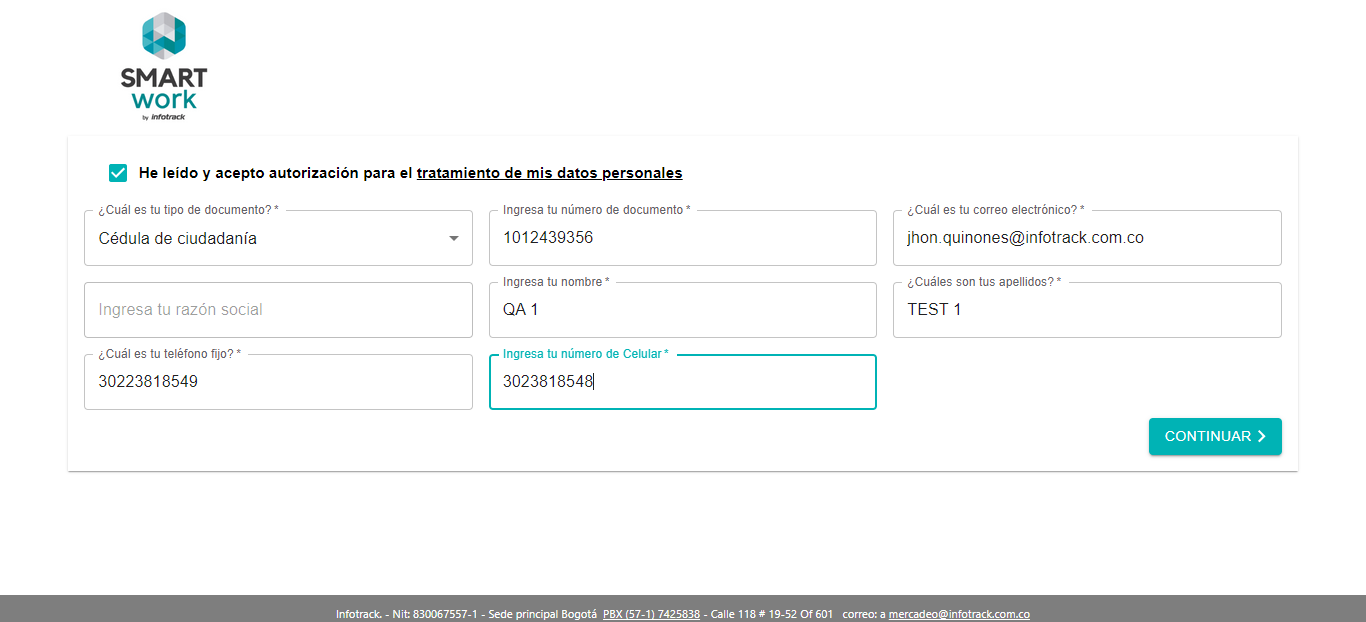 SMART
work
by infotrack
He leído y acepto autorización para el tratamiento de mis datos personales
¿Cuál es tu tipo de documento? *
Cédula de ciudadanía
Ingresa tu número de documento *
1012439356
¿Cuál es tu correo electrónico? *
jhon.quinones@infotrack.com.co
Ingresa tu razón social
Ingresa tu nombre *
QA 1
¿Cuáles son tus apellidos? *
TEST 1
¿Cuál es tu teléfono fijo? *
30223818549
Ingresa tu número de Celular *
3023818548
CONTINUAR
Infotrack. - Nit: 830067557-1 - Sede principal Bogotá PBX (57-1) 7425838 - Calle 118 # 19-52 Of 601 correo: a mercadeo@infotrack.com.co